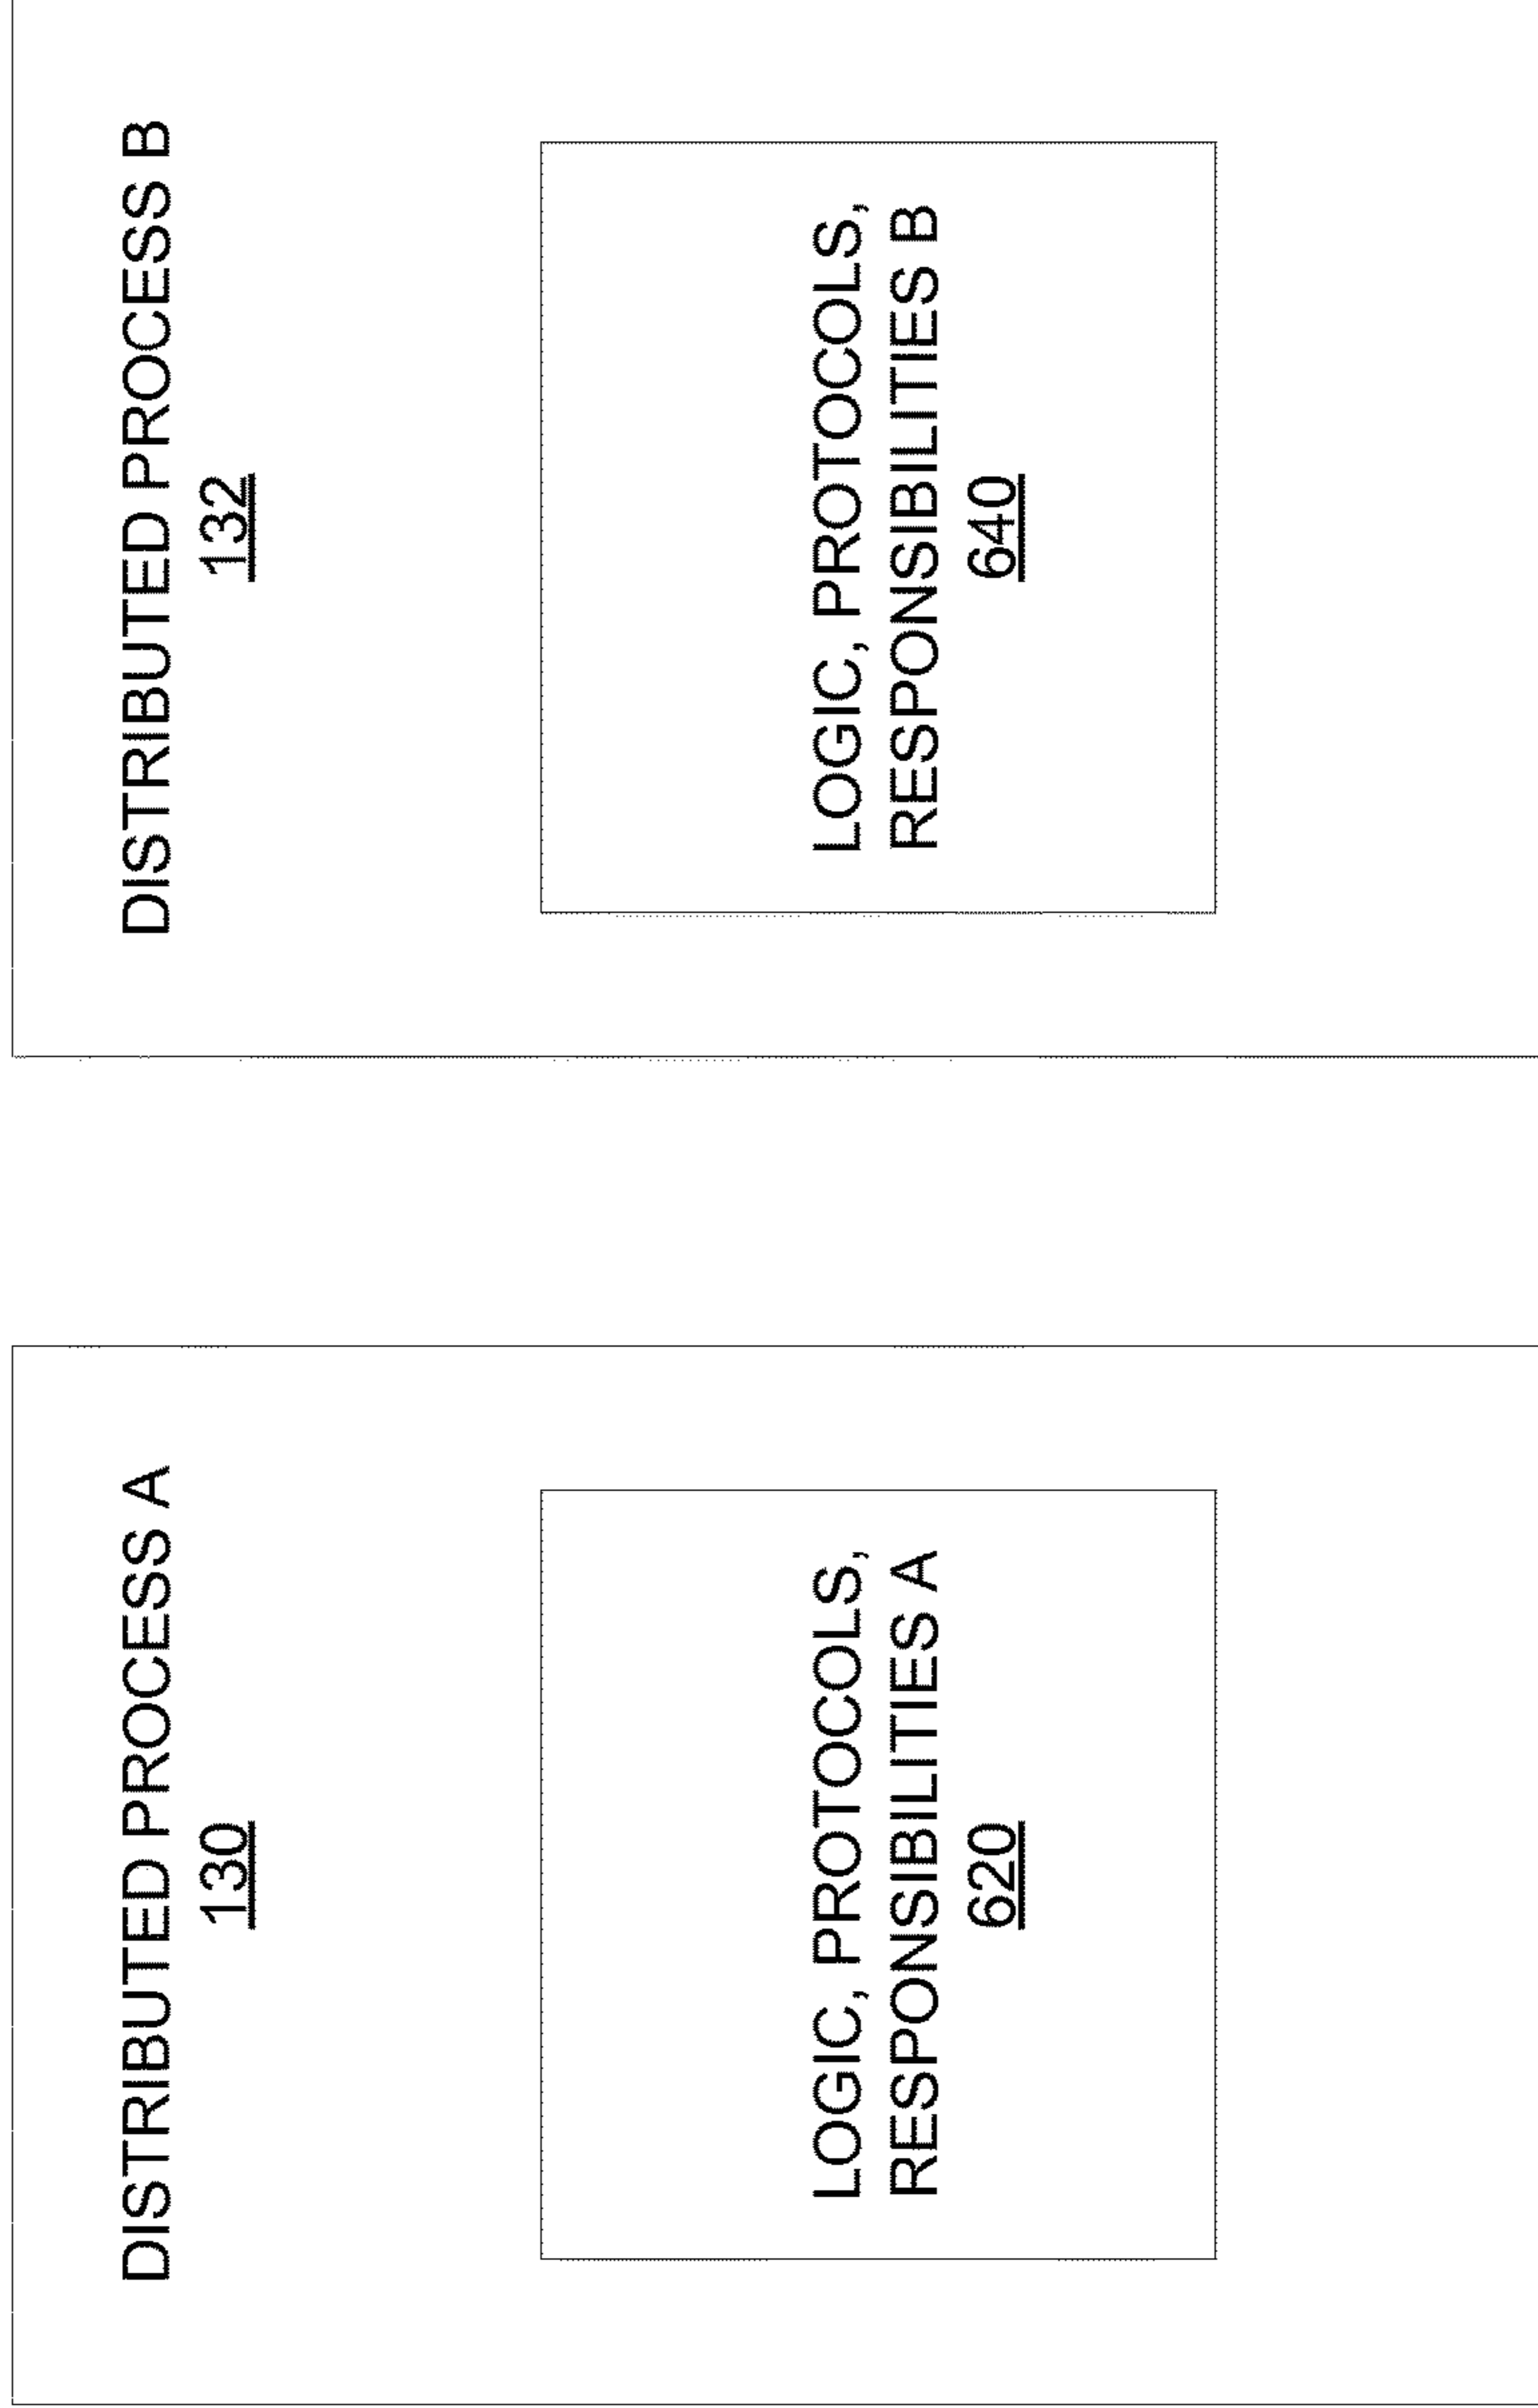 DISTRIBUTED PROCESS A
130
LOGIC, PROTOCOLS,
RESPONSIBILITIES A
620
DISTRIBUTED PROCESS B
132
LOGIC, PROTOCOLS,
RESPONSIBILITIES B
640